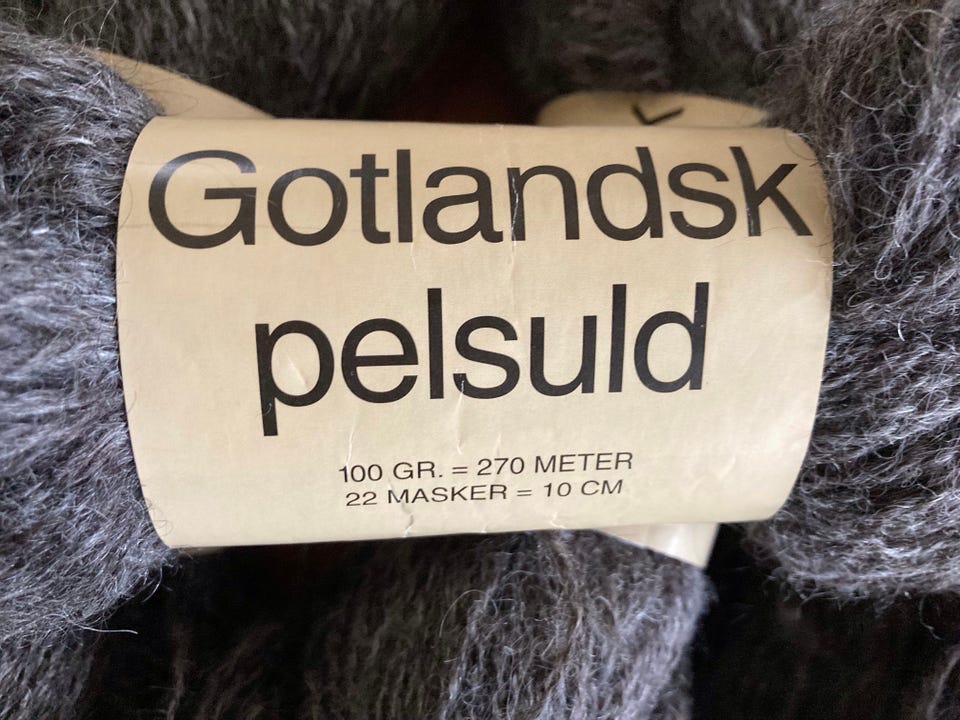 Gotlandsk
pelsuld
100 GR. = 270 METER
22 MASKER = 10 CM